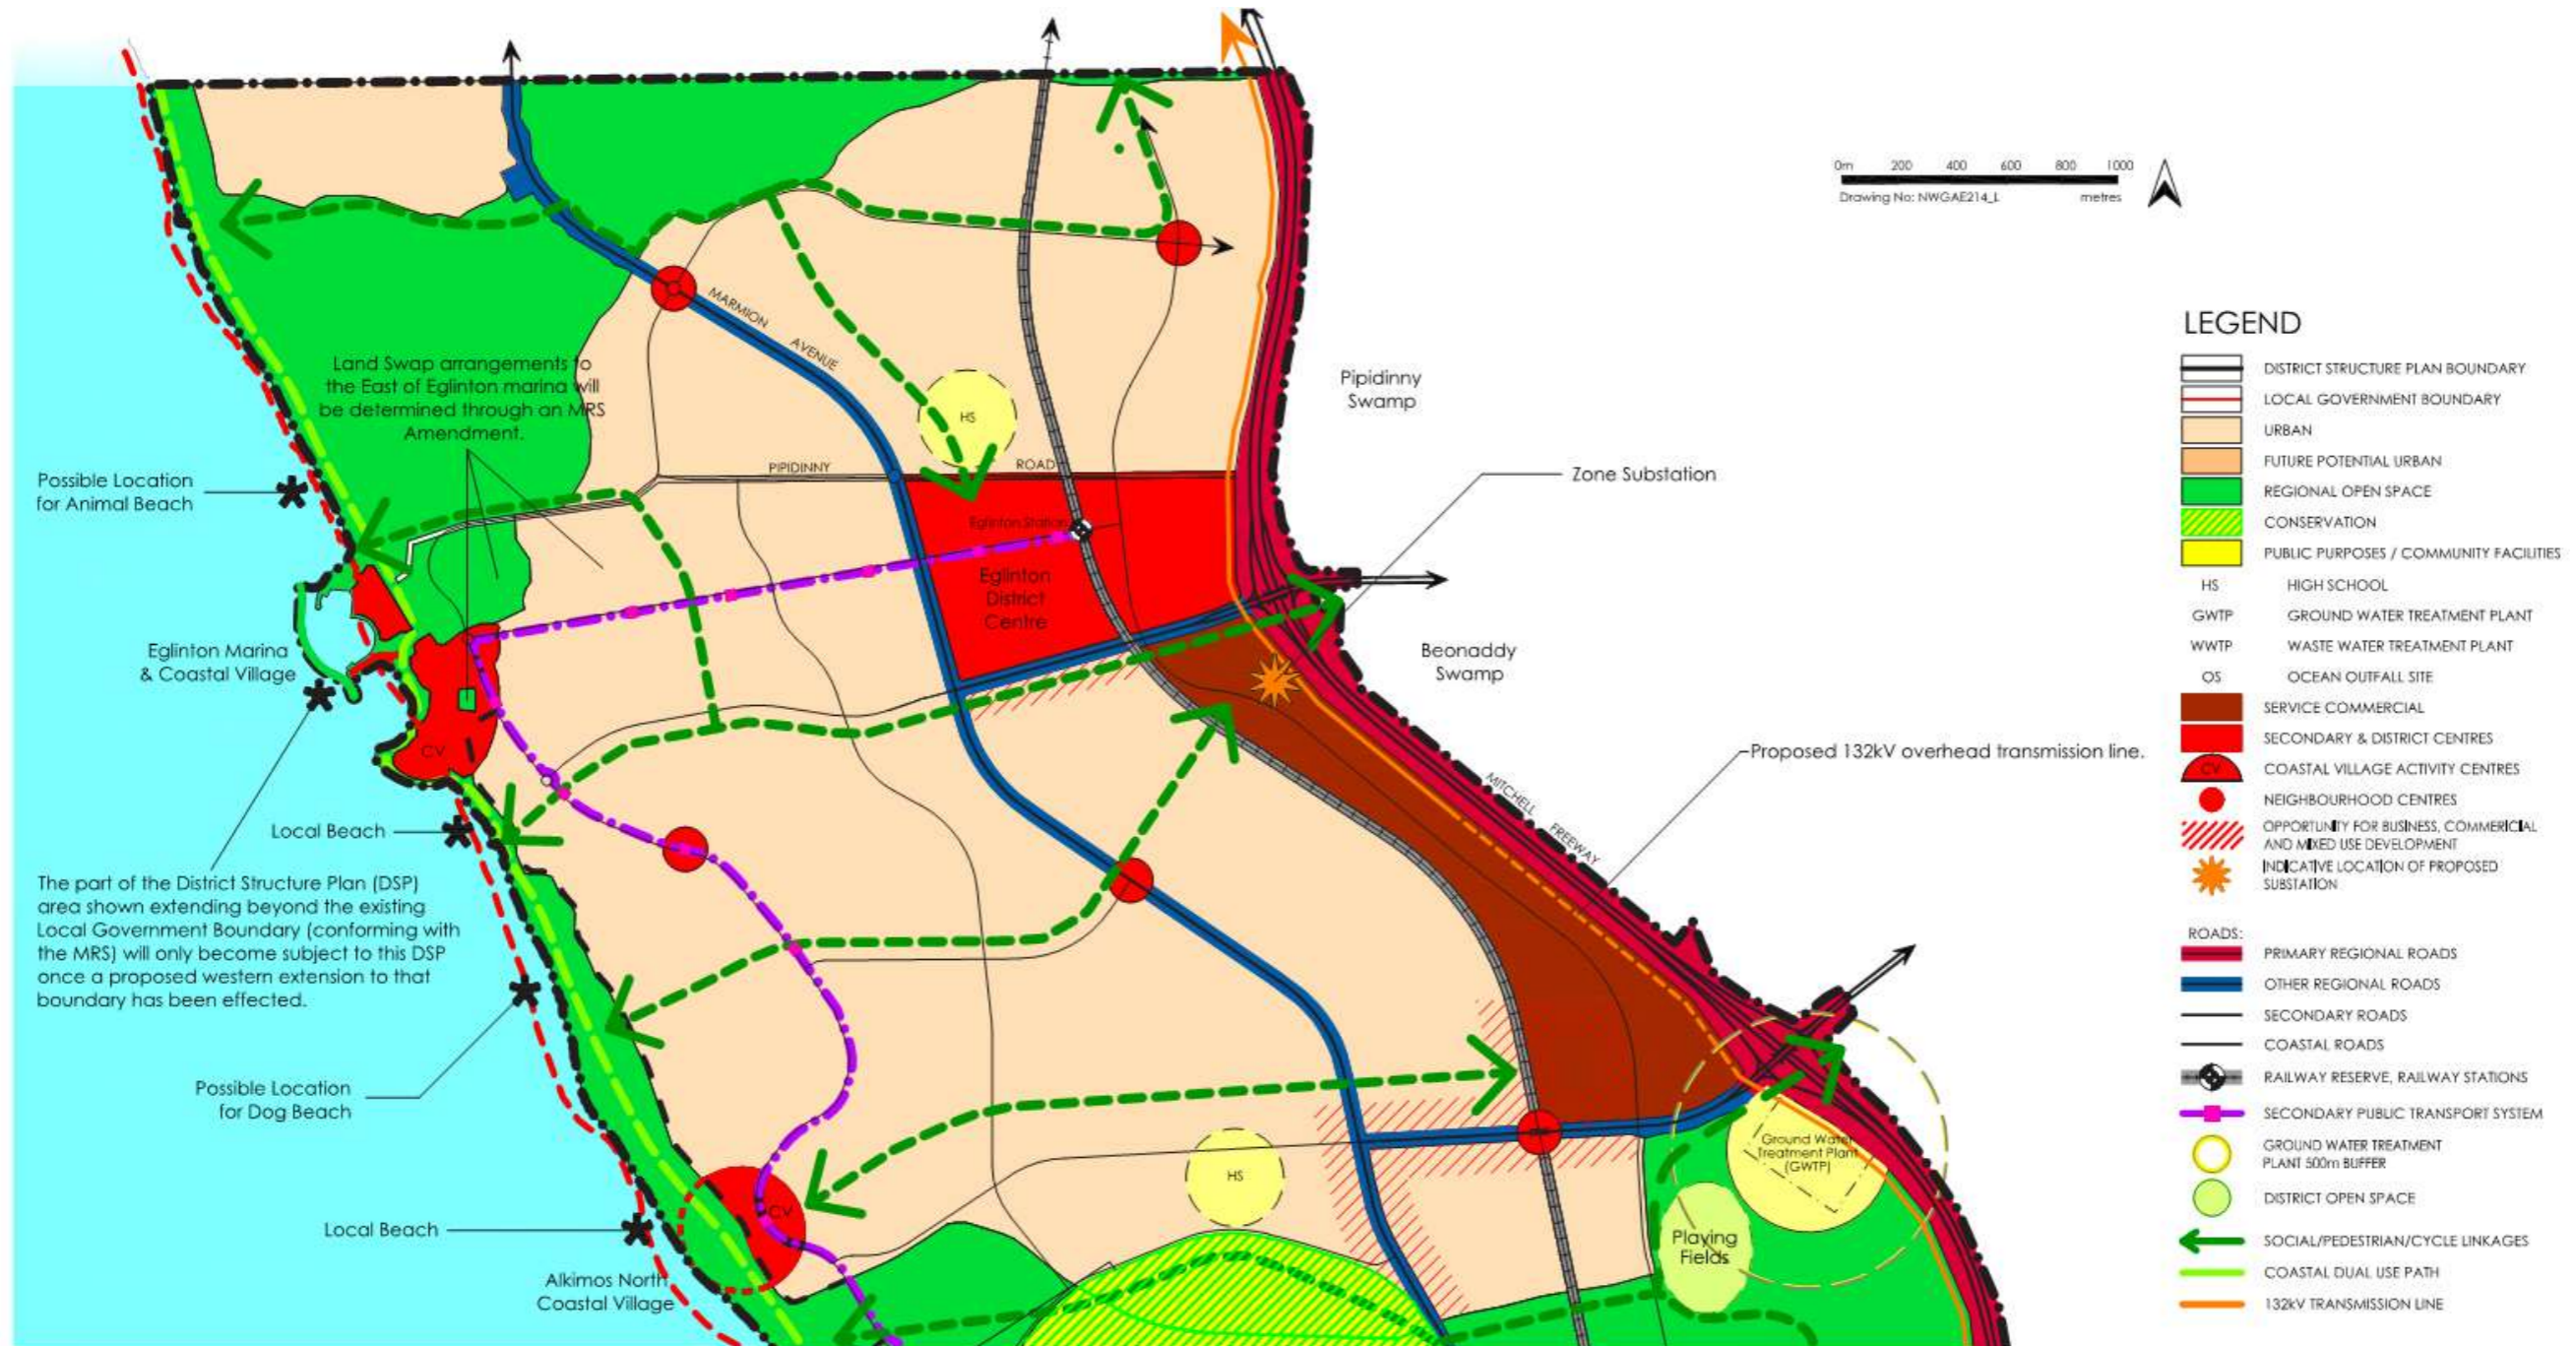 0m 200 400 600 800 1000
Drawing No: NWGAE214_L metres
MARMION
AVENUE
Land Swap arrangements to
the East of Eglinton marina will
be determined through an MRS
Amendment.
Pipidinny
Swamp
HS
PIPIDINNY ROAD
Possible Location
for Animal Beach
Zone Substation
Eglinton Station
Eglinton
District
Centre
Eglinton Marina
& Coastal Village
Beonaddy
Swamp
CV
Proposed 132kV overhead transmission line.
MITCHELL
FREEWAY
Local Beach
The part of the District Structure Plan (DSP)
area shown extending beyond the existing
Local Government Boundary (conforming with
the MRS) will only become subject to this DSP
once a proposed western extension to that
boundary has been effected.
Possible Location
for Dog Beach
Ground Water
Treatment Plant
(GWTP)
HS
CV
Local Beach
Playing
Fields
Alkimos North
Coastal Village
LEGEND
DISTRICT STRUCTURE PLAN BOUNDARY
LOCAL GOVERNMENT BOUNDARY
URBAN
FUTURE POTENTIAL URBAN
REGIONAL OPEN SPACE
CONSERVATION
PUBLIC PURPOSES / COMMUNITY FACILITIES
HS HIGH SCHOOL
GWTP GROUND WATER TREATMENT PLANT
WWTP WASTE WATER TREATMENT PLANT
OS OCEAN OUTFALL SITE
SERVICE COMMERCIAL
SECONDARY & DISTRICT CENTRES
CV COASTAL VILLAGE ACTIVITY CENTRES
NEIGHBOURHOOD CENTRES
OPPORTUNITY FOR BUSINESS, COMMERICIAL
AND MIXED USE DEVELOPMENT
INDICATIVE LOCATION OF PROPOSED
SUBSTATION
ROADS:
PRIMARY REGIONAL ROADS
OTHER REGIONAL ROADS
SECONDARY ROADS
COASTAL ROADS
RAILWAY RESERVE, RAILWAY STATIONS
SECONDARY PUBLIC TRANSPORT SYSTEM
GROUND WATER TREATMENT
PLANT 500m BUFFER
DISTRICT OPEN SPACE
SOCIAL/PEDESTRIAN/CYCLE LINKAGES
COASTAL DUAL USE PATH
132kV TRANSMISSION LINE